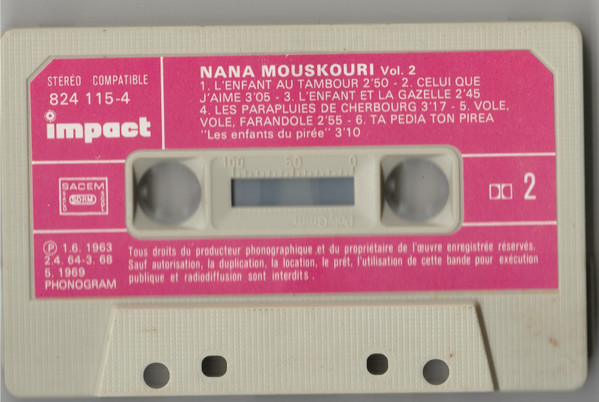 STÉRÉO COMPATIBLE
824 115-4
impact
NANA MOUSKOURI Vol. 2
1. L'ENFANT AU TAMBOUR 2'50 - 2. CELUI QUE
J'AIME 3'05 - 3. L'ENFANT ET LA GAZELLE 2'45
4. LES PARAPLUIES DE CHERBOURG 3'17 - 5. VOLE,
VOLE, FARANDOLE 2'55 - 6. TA PEDIA TON PIREA
"Les enfants du pirée" 3'10
100 50 0
PolyGram
SACEM
SDRM
2
Ⓟ 1.6. 1963
2.4. 64-3. 68
5. 1969
PHONOGRAM
Tous droits du producteur phonographique et du propriétaire de l'œuvre enregistrée réservés.
Sauf autorisation, la duplication, la location, le prêt, l'utilisation de cette bande pour exécution
publique et radiodiffusion sont interdits.